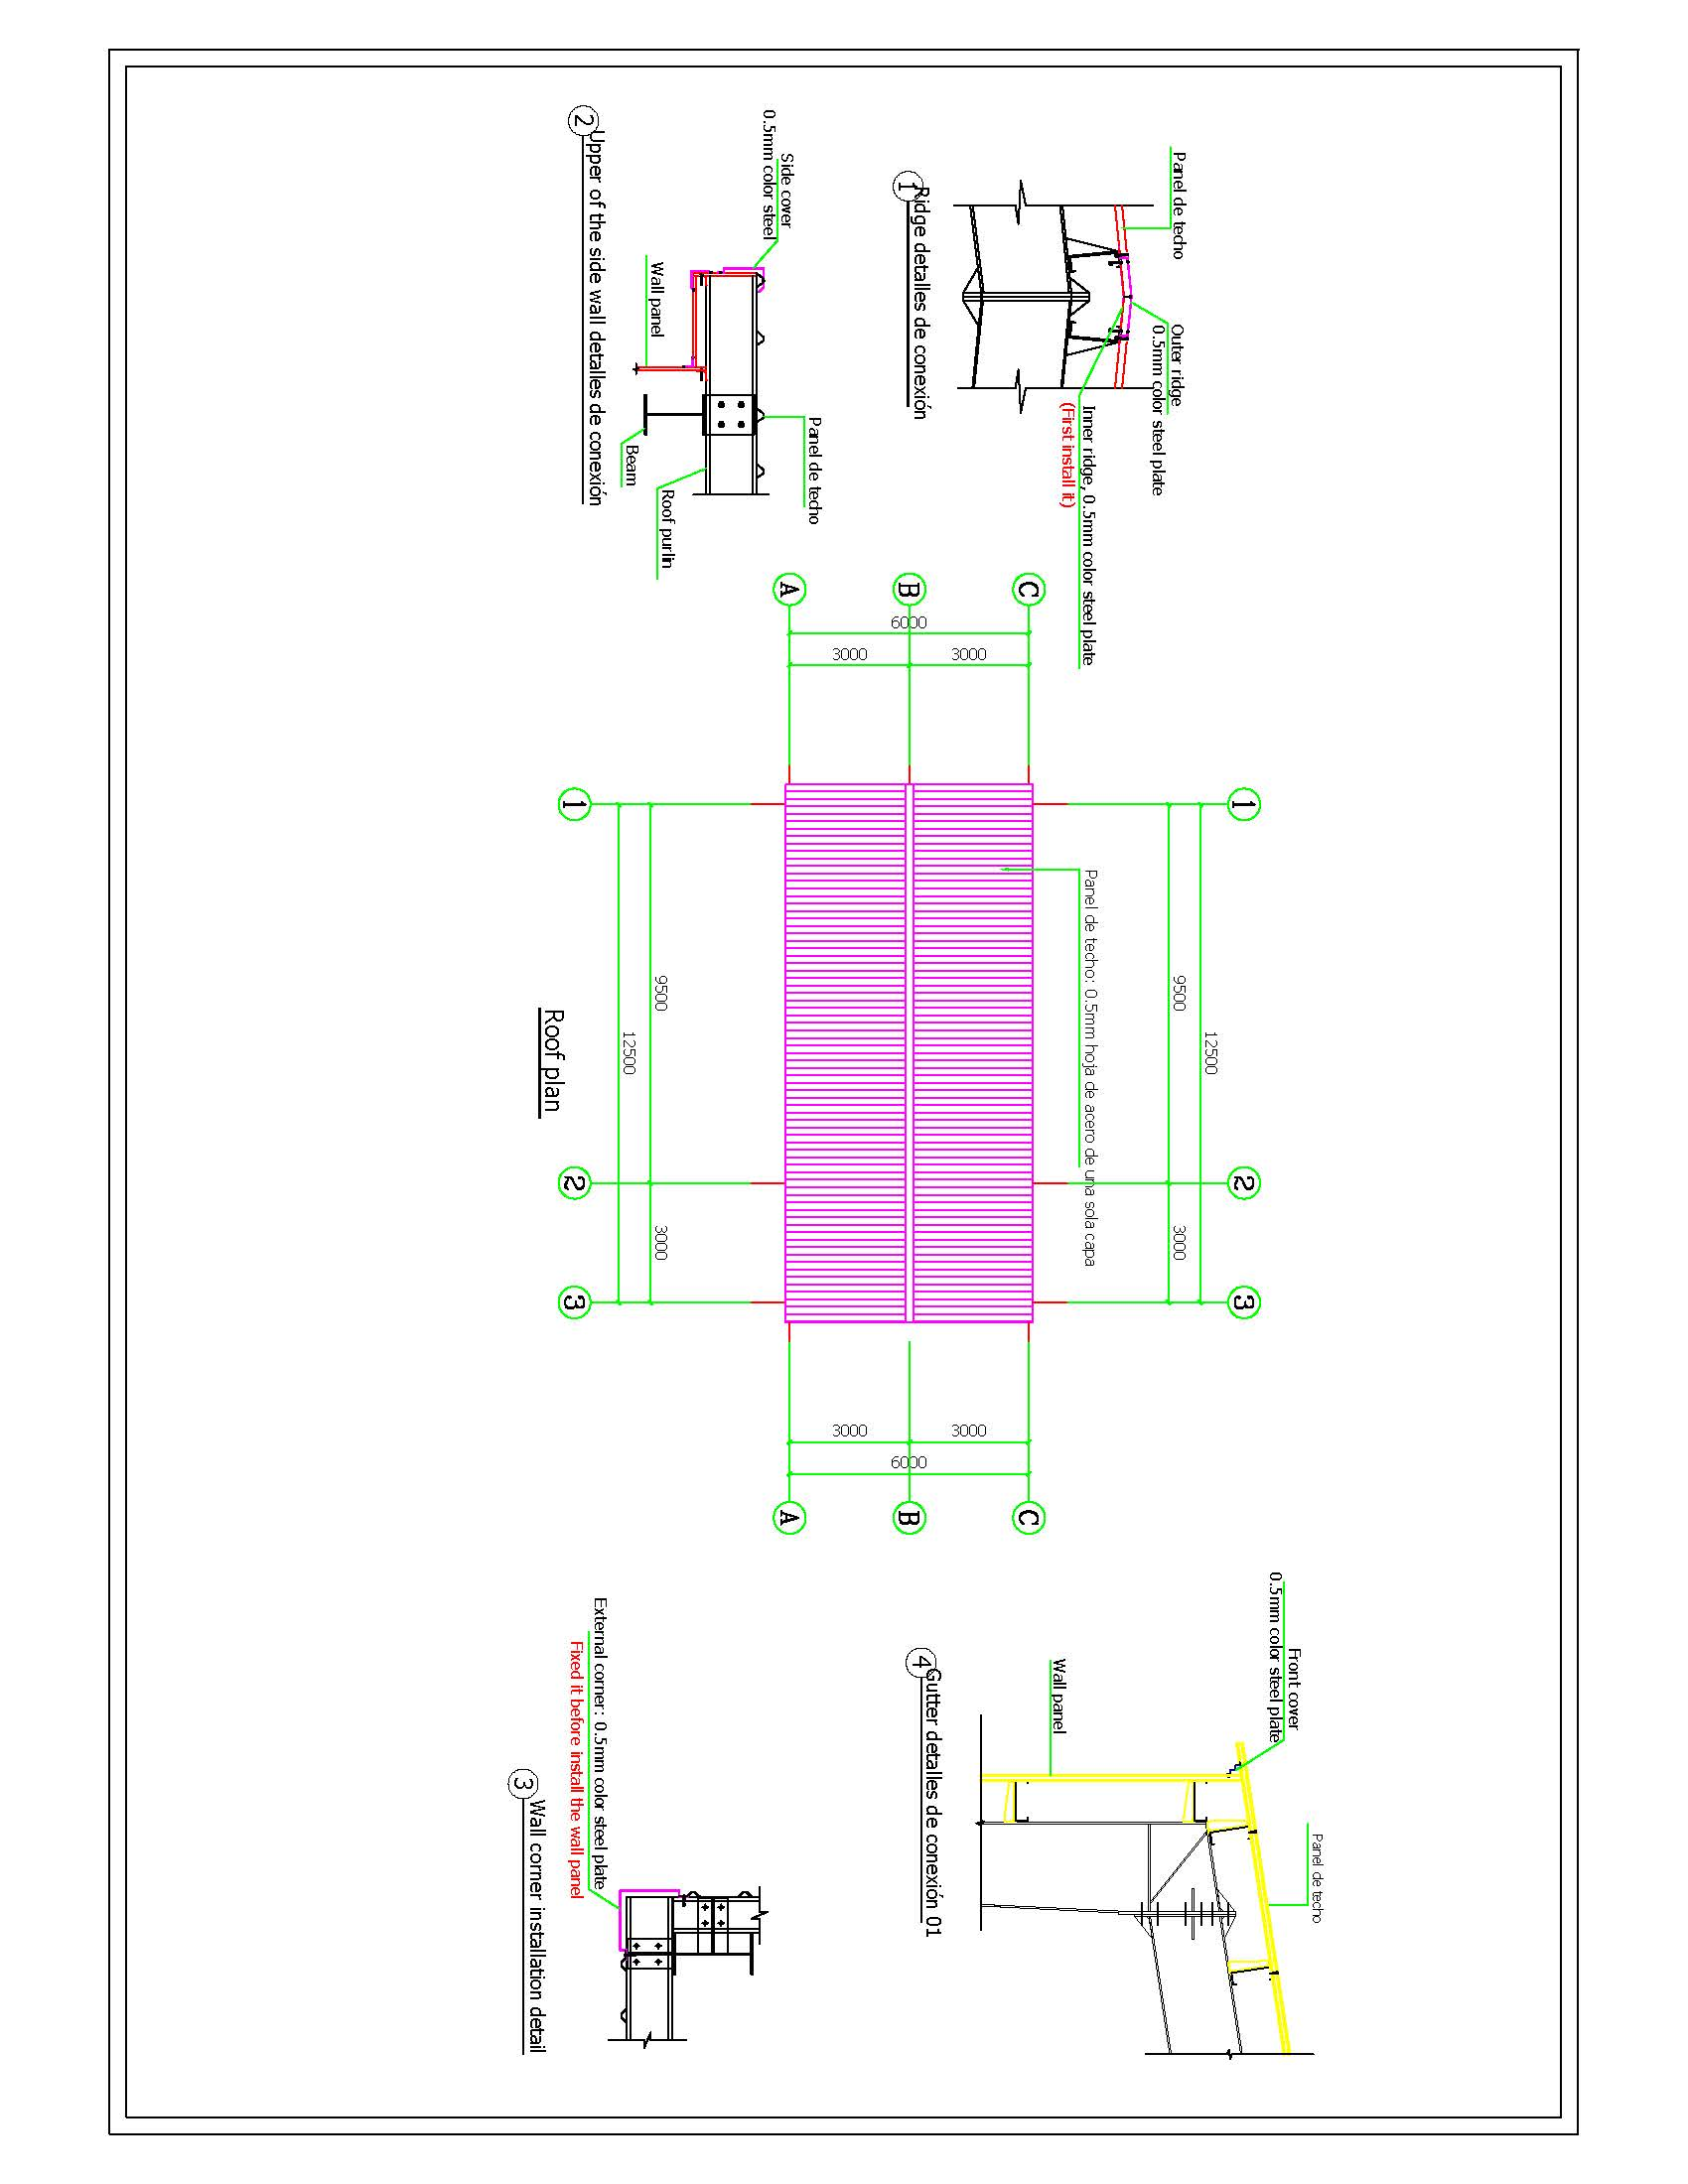 Panel de techo
Outer ridge
0.5mm color steel plate
Inner ridge, 0.5mm color steel plate
(First install it)
1
Ridge detalles de conexión
Side cover
0.5mm color steel
Wall panel
Panel de techo
Roof purlin
Beam
2
Upper of the side wall detalles de conexión
1
2
3
12500
9500
3000
Panel de techo: 0.5mm hoja de acero de una sola capa
C
B
A
6000
3000
3000
C
B
A
6000
3000
3000
9500
3000
12500
1
2
3
Roof plan
Front cover
0.5mm color steel plate
Panel de techo
Wall panel
4
Gutter detalles de conexión 01
External corner: 0.5mm color steel plate
Fixed it before install the wall panel
3
Wall corner installation detail